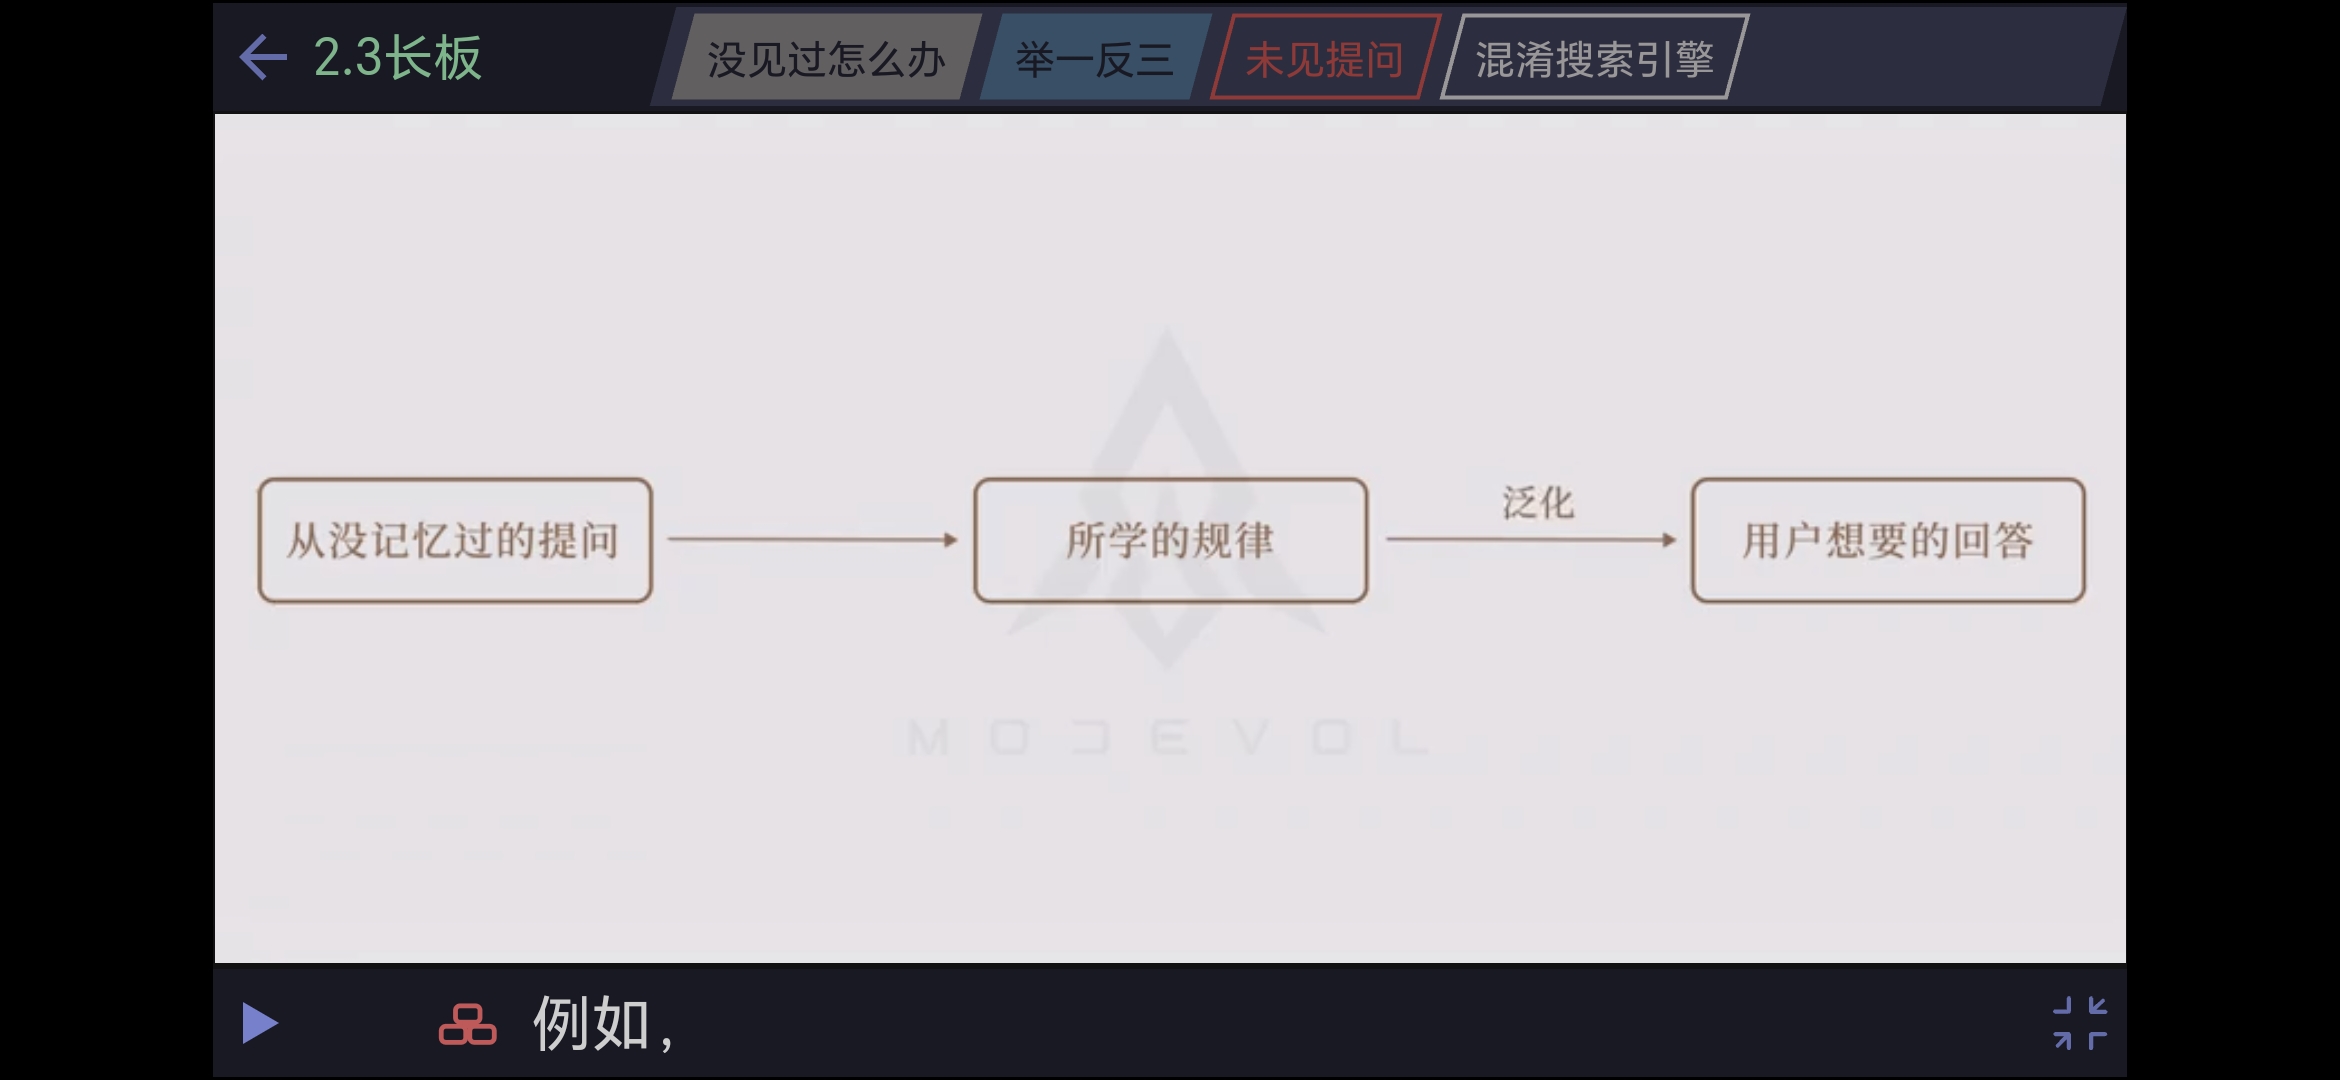 2.3长板
没见过怎么办
举一反三
未见提问
混淆搜索引擎
从没记忆过的提问
所学的规律
泛化
用户想要的回答
MODEVOL
例如，